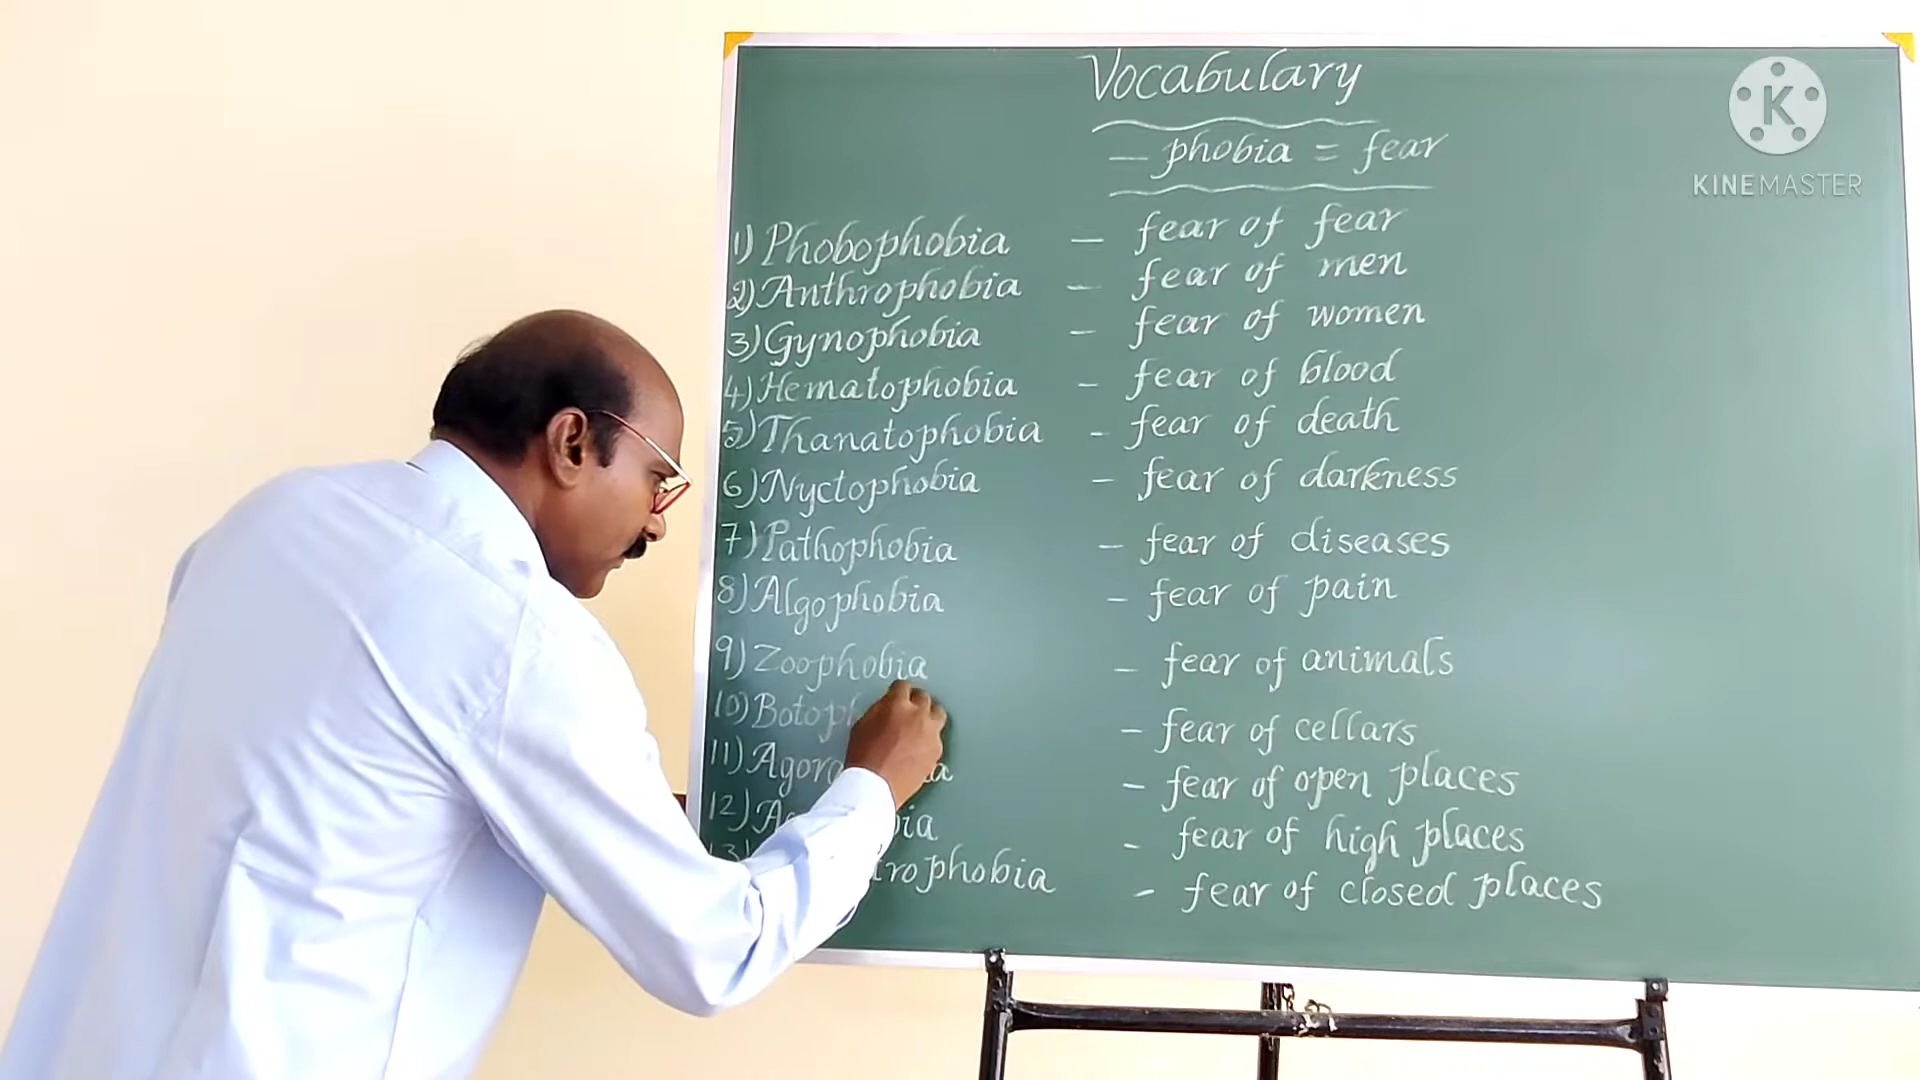 Vocabulary
— phobia = fear
1) Phobophobia — fear of fear
2) Anthrophobia — fear of men
3) Gynophobia — fear of women
4) Hematophobia — fear of blood
5) Thanatophobia — fear of death
6) Nyctophobia — fear of darkness
7) Pathophobia — fear of diseases
8) Algophobia — fear of pain
9) Zoophobia — fear of animals
10) — fear of cellars
11) — fear of open places
12) — fear of high places
— fear of closed places
K
KINEMASTER